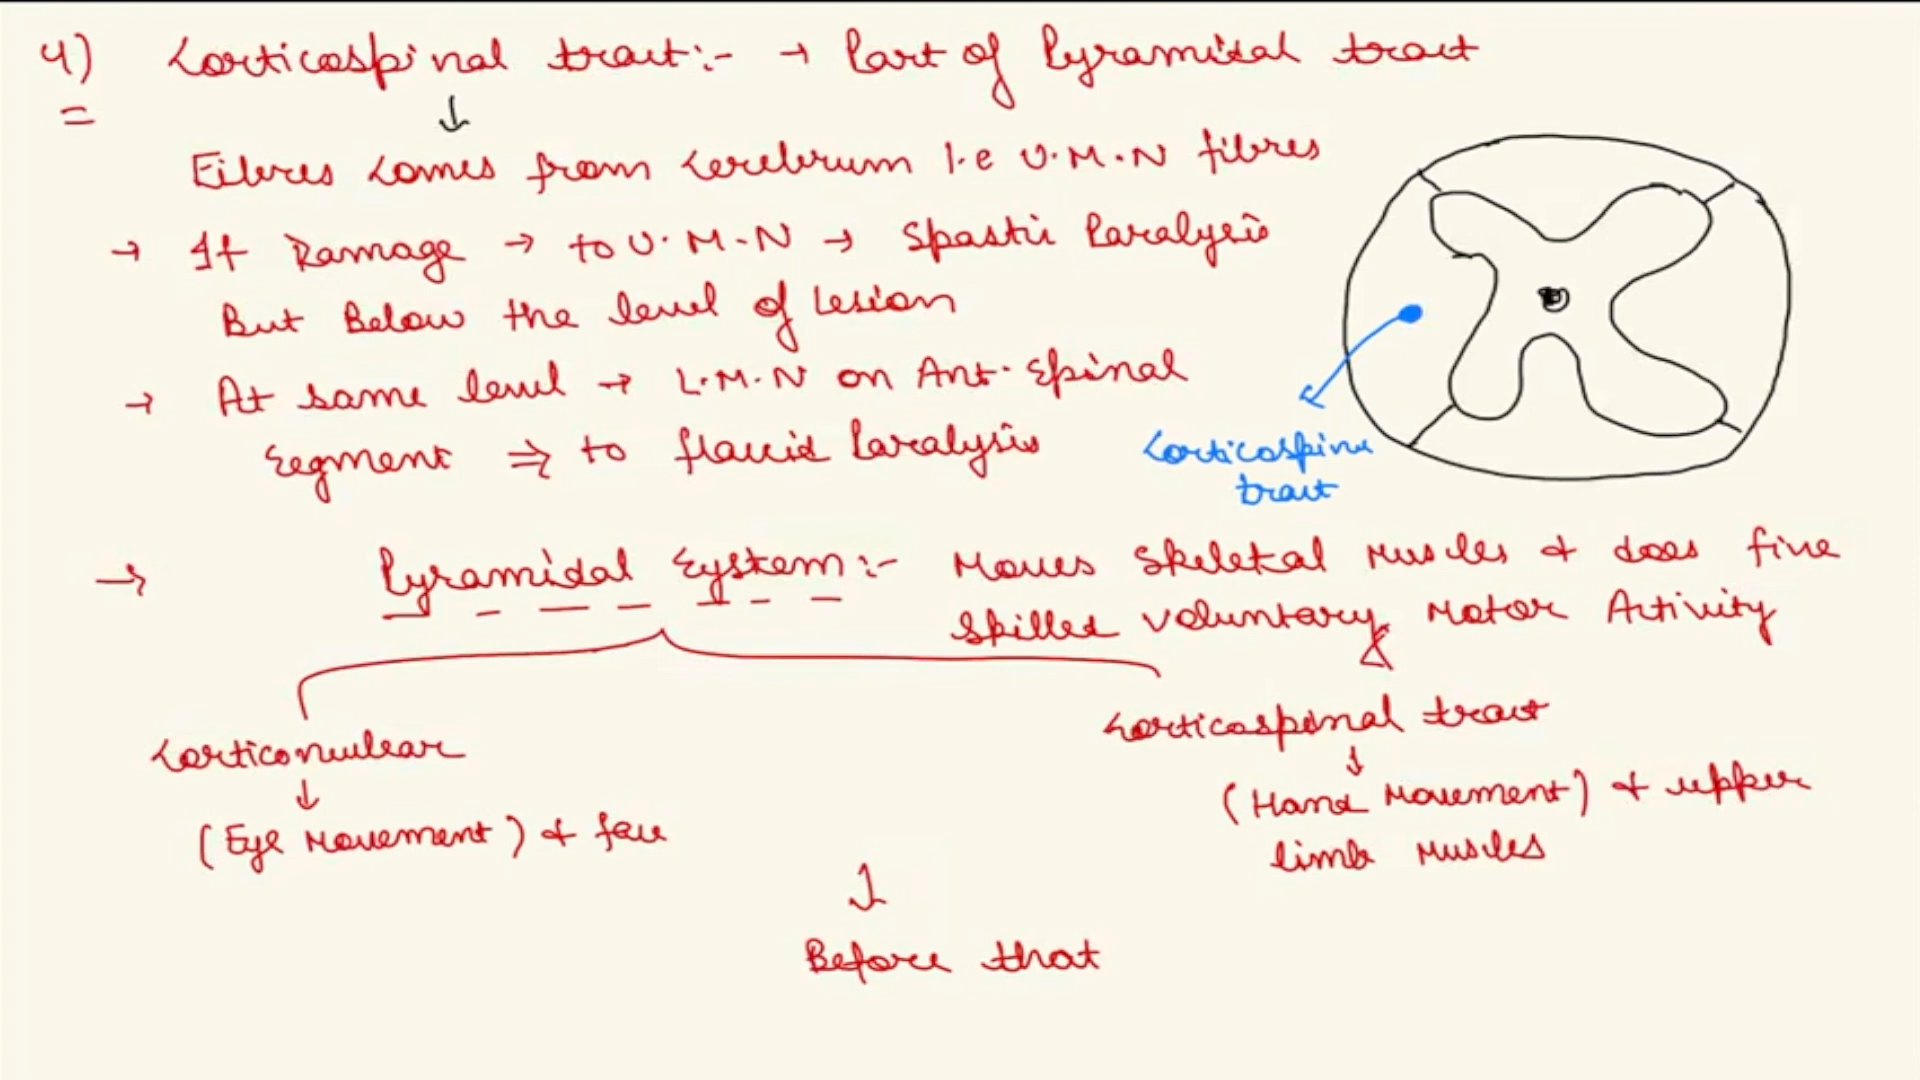 4) Corticospinal tract :- → Part of Pyramidal tract
↓
Fibres comes from cerebrum i.e U.M.N fibres
→ If Damage → to U.M.N → Spastic Paralysis
But Below the level of lesion
→ At same level → L.M.N on Ant. Spinal
segment ⇒ to flaccid Paralysis
Corticospine
tract
→ Pyramidal System :- Moves Skeletal Muscles & does fine
skilled voluntary Motor Activity
Corticonuclear
↓
(Eye Movement) & face
Corticospinal tract
↓
(Hand Movement) & upper
limb Muscles
↓
Before that